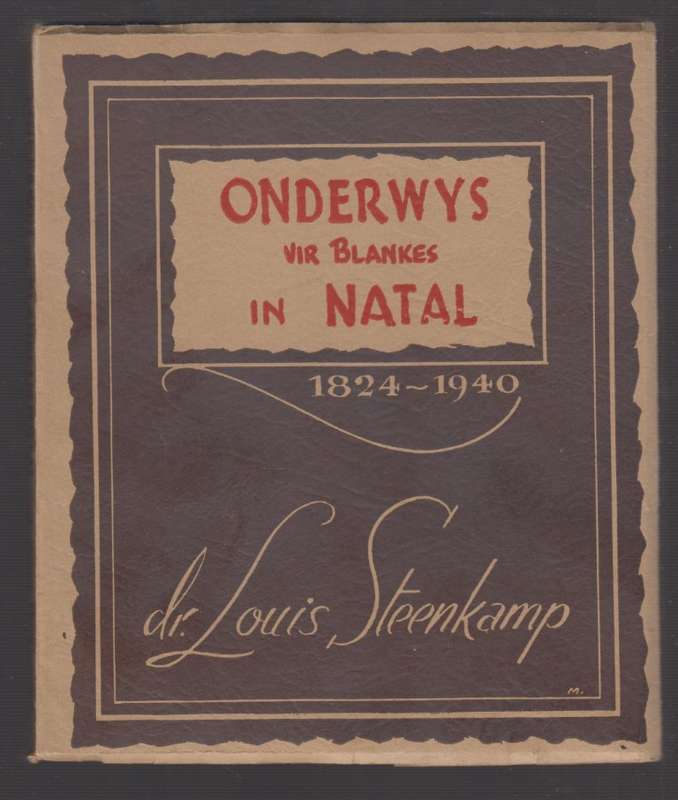 ONDERWYS
VIR BLANKES
IN NATAL
1824~1940
dr. Louis Steenkamp
M.